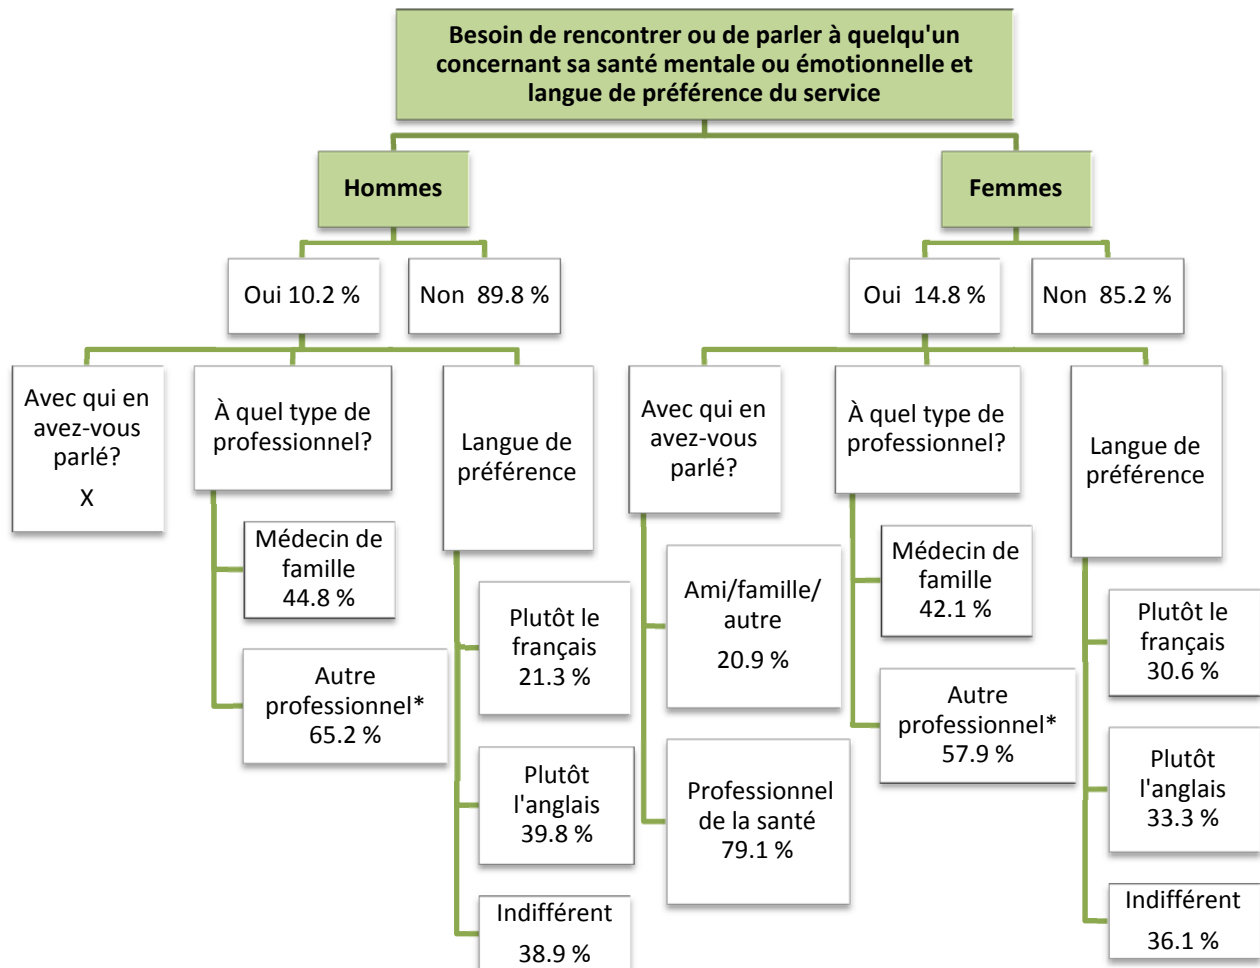 Besoin de rencontrer ou de parler à quelqu'un
concernant sa santé mentale ou émotionnelle et
langue de préférence du service
Hommes
Femmes
Oui 10.2 %
Non 89.8 %
Oui 14.8 %
Non 85.2 %
Avec qui en
avez-vous
parlé?
X
À quel type de
professionnel?
Médecin de
famille
44.8 %
Autre
professionnel*
65.2 %
Langue de
préférence
Plutôt le
français
21.3 %
Plutôt
l'anglais
39.8 %
Indifférent
38.9 %
Avec qui en
avez-vous
parlé?
Ami/famille/
autre
20.9 %
Professionnel
de la santé
79.1 %
À quel type de
professionnel?
Médecin de
famille
42.1 %
Autre
professionnel*
57.9 %
Langue de
préférence
Plutôt le
français
30.6 %
Plutôt
l'anglais
33.3 %
Indifférent
36.1 %